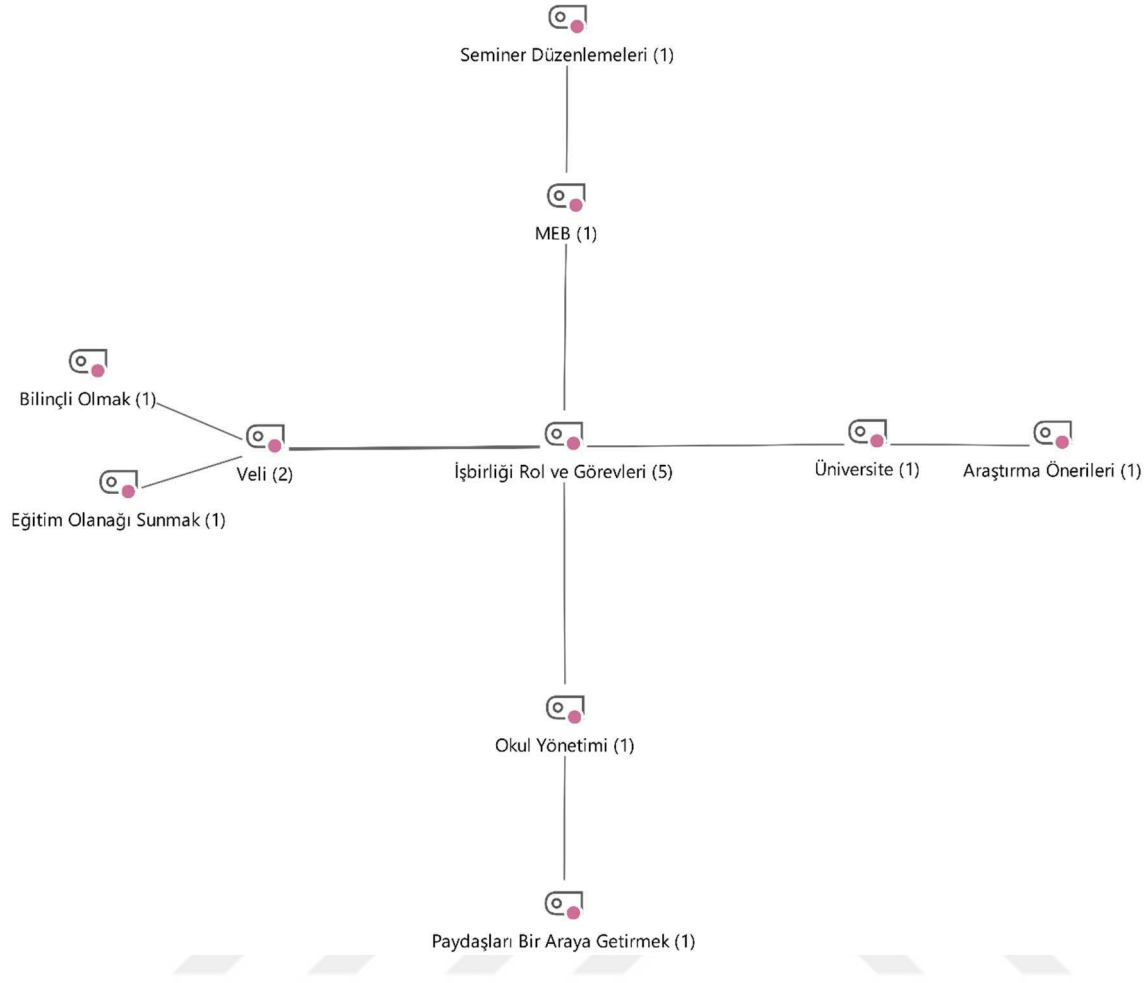 Seminer Düzenlemeleri (1)
MEB (1)
Bilinçli Olmak (1)
Veli (2)
İşbirliği Rol ve Görevleri (5)
Üniversite (1)
Araştırma Önerileri (1)
Eğitim Olanağı Sunmak (1)
Okul Yönetimi (1)
Paydaşları Bir Araya Getirmek (1)